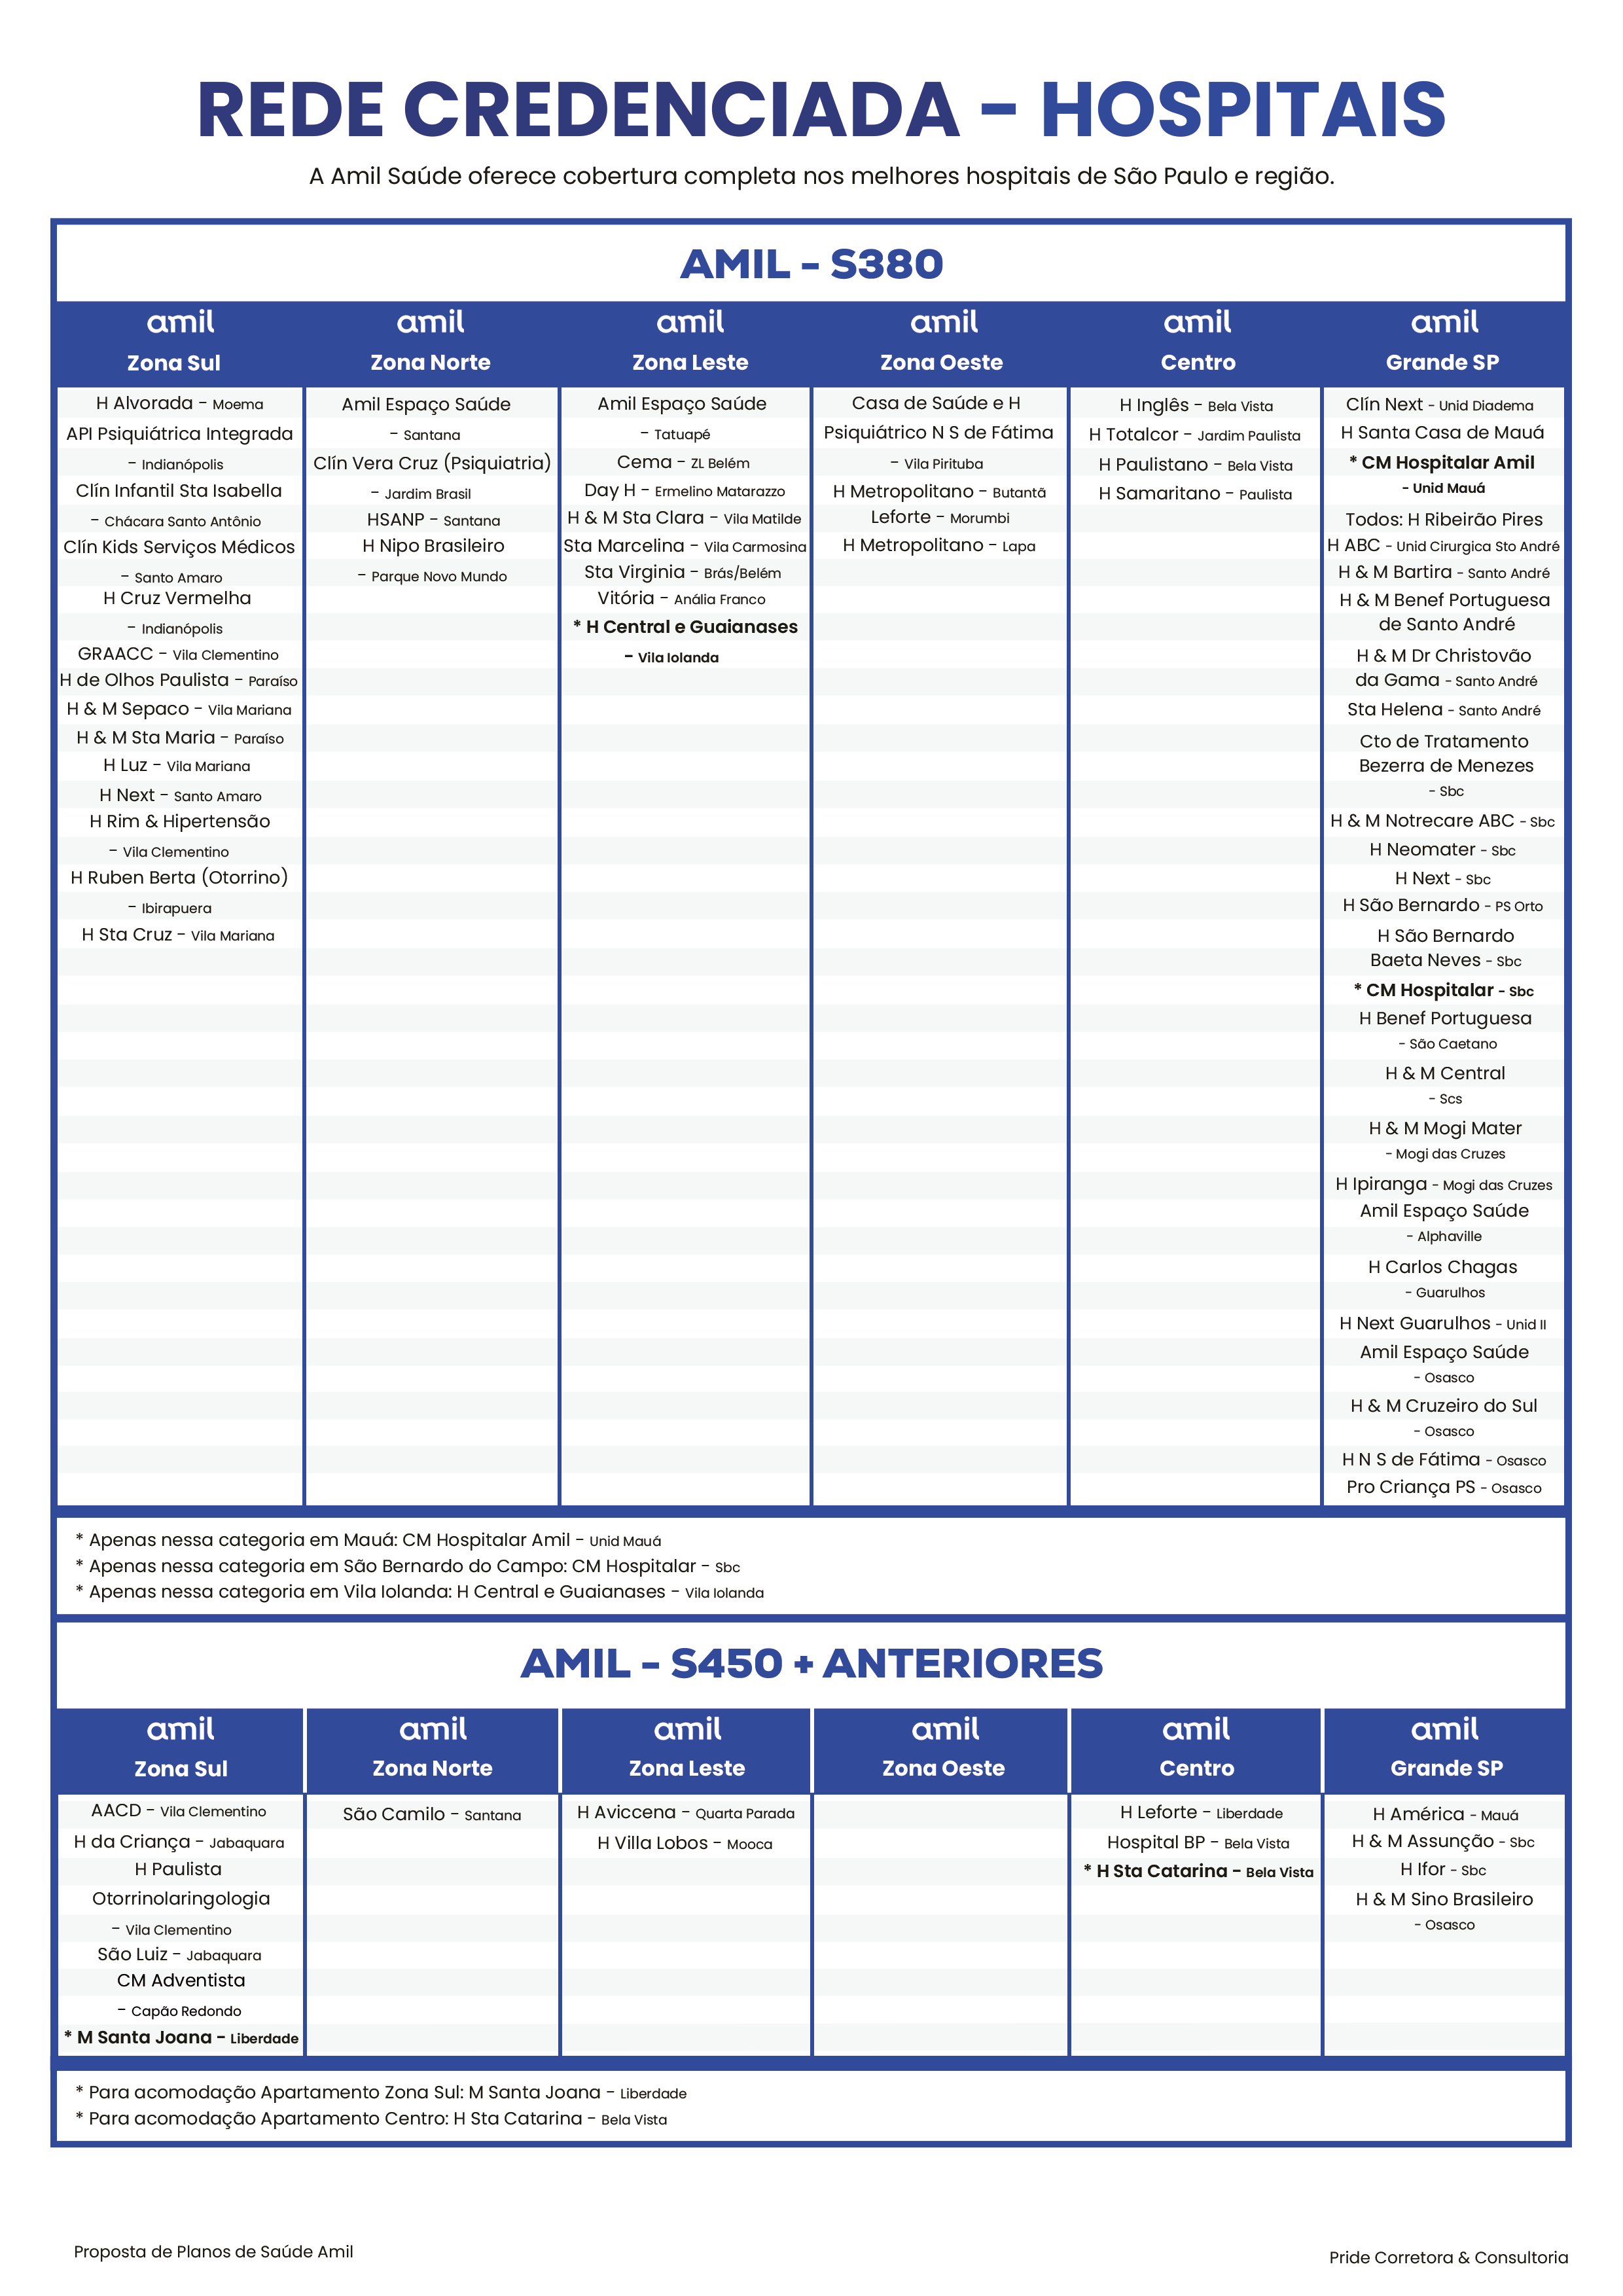 REDE CREDENCIADA - HOSPITAIS
A Amil Saúde oferece cobertura completa nos melhores hospitais de São Paulo e região.
AMIL - S380
amil
Zona Sul
H Alvorada - Moema
API Psiquiátrica Integrada
- Indianópolis
Clín Infantil Sta Isabella
- Chácara Santo Antônio
Clín Kids Serviços Médicos
- Santo Amaro
H Cruz Vermelha
- Indianópolis
GRAACC - Vila Clementino
H de Olhos Paulista - Paraíso
H & M Sepaco - Vila Mariana
H & M Sta Maria - Paraíso
H Luz - Vila Mariana
H Next - Santo Amaro
H Rim & Hipertensão
- Vila Clementino
H Ruben Berta (Otorrino)
- Ibirapuera
H Sta Cruz - Vila Mariana
amil
Zona Norte
Amil Espaço Saúde
- Santana
Clín Vera Cruz (Psiquiatria)
- Jardim Brasil
HSANP - Santana
H Nipo Brasileiro
- Parque Novo Mundo
amil
Zona Leste
Amil Espaço Saúde
- Tatuapé
Cema - ZL Belém
Day H - Ermelino Matarazzo
H & M Sta Clara - Vila Matilde
Sta Marcelina - Vila Carmosina
Sta Virginia - Brás/Belém
Vitória - Anália Franco
* H Central e Guaianases
- Vila Iolanda
amil
Zona Oeste
Casa de Saúde e H
Psiquiátrico N S de Fátima
- Vila Pirituba
H Metropolitano - Butantã
Leforte - Morumbi
H Metropolitano - Lapa
amil
Centro
H Inglês - Bela Vista
H Totalcor - Jardim Paulista
H Paulistano - Bela Vista
H Samaritano - Paulista
amil
Grande SP
Clín Next - Unid Diadema
H Santa Casa de Mauá
* CM Hospitalar Amil
- Unid Mauá
Todos: H Ribeirão Pires
H ABC - Unid Cirurgica Sto André
H & M Bartira - Santo André
H & M Benef Portuguesa
de Santo André
H & M Dr Christovão
da Gama - Santo André
Sta Helena - Santo André
Cto de Tratamento
Bezerra de Menezes
- Sbc
H & M Notrecare ABC - Sbc
H Neomater - Sbc
H Next - Sbc
H São Bernardo - PS Orto
H São Bernardo
Baeta Neves - Sbc
* CM Hospitalar - Sbc
H Benef Portuguesa
- São Caetano
H & M Central
- Scs
H & M Mogi Mater
- Mogi das Cruzes
H Ipiranga - Mogi das Cruzes
Amil Espaço Saúde
- Alphaville
H Carlos Chagas
- Guarulhos
H Next Guarulhos - Unid II
Amil Espaço Saúde
- Osasco
H & M Cruzeiro do Sul
- Osasco
H N S de Fátima - Osasco
Pro Criança PS - Osasco
* Apenas nessa categoria em Mauá: CM Hospitalar Amil - Unid Mauá
* Apenas nessa categoria em São Bernardo do Campo: CM Hospitalar - Sbc
* Apenas nessa categoria em Vila Iolanda: H Central e Guaianases - Vila Iolanda
AMIL - S450 + ANTERIORES
amil
Zona Sul
AACD - Vila Clementino
H da Criança - Jabaquara
H Paulista
Otorrinolaringologia
- Vila Clementino
São Luiz - Jabaquara
CM Adventista
- Capão Redondo
* M Santa Joana - Liberdade
amil
Zona Norte
São Camilo - Santana
amil
Zona Leste
H Aviccena - Quarta Parada
H Villa Lobos - Mooca
amil
Zona Oeste
amil
Centro
H Leforte - Liberdade
Hospital BP - Bela Vista
* H Sta Catarina - Bela Vista
amil
Grande SP
H América - Mauá
H & M Assunção - Sbc
H Ifor - Sbc
H & M Sino Brasileiro
- Osasco
* Para acomodação Apartamento Zona Sul: M Santa Joana - Liberdade
* Para acomodação Apartamento Centro: H Sta Catarina - Bela Vista
Proposta de Planos de Saúde Amil
Pride Corretora & Consultoria